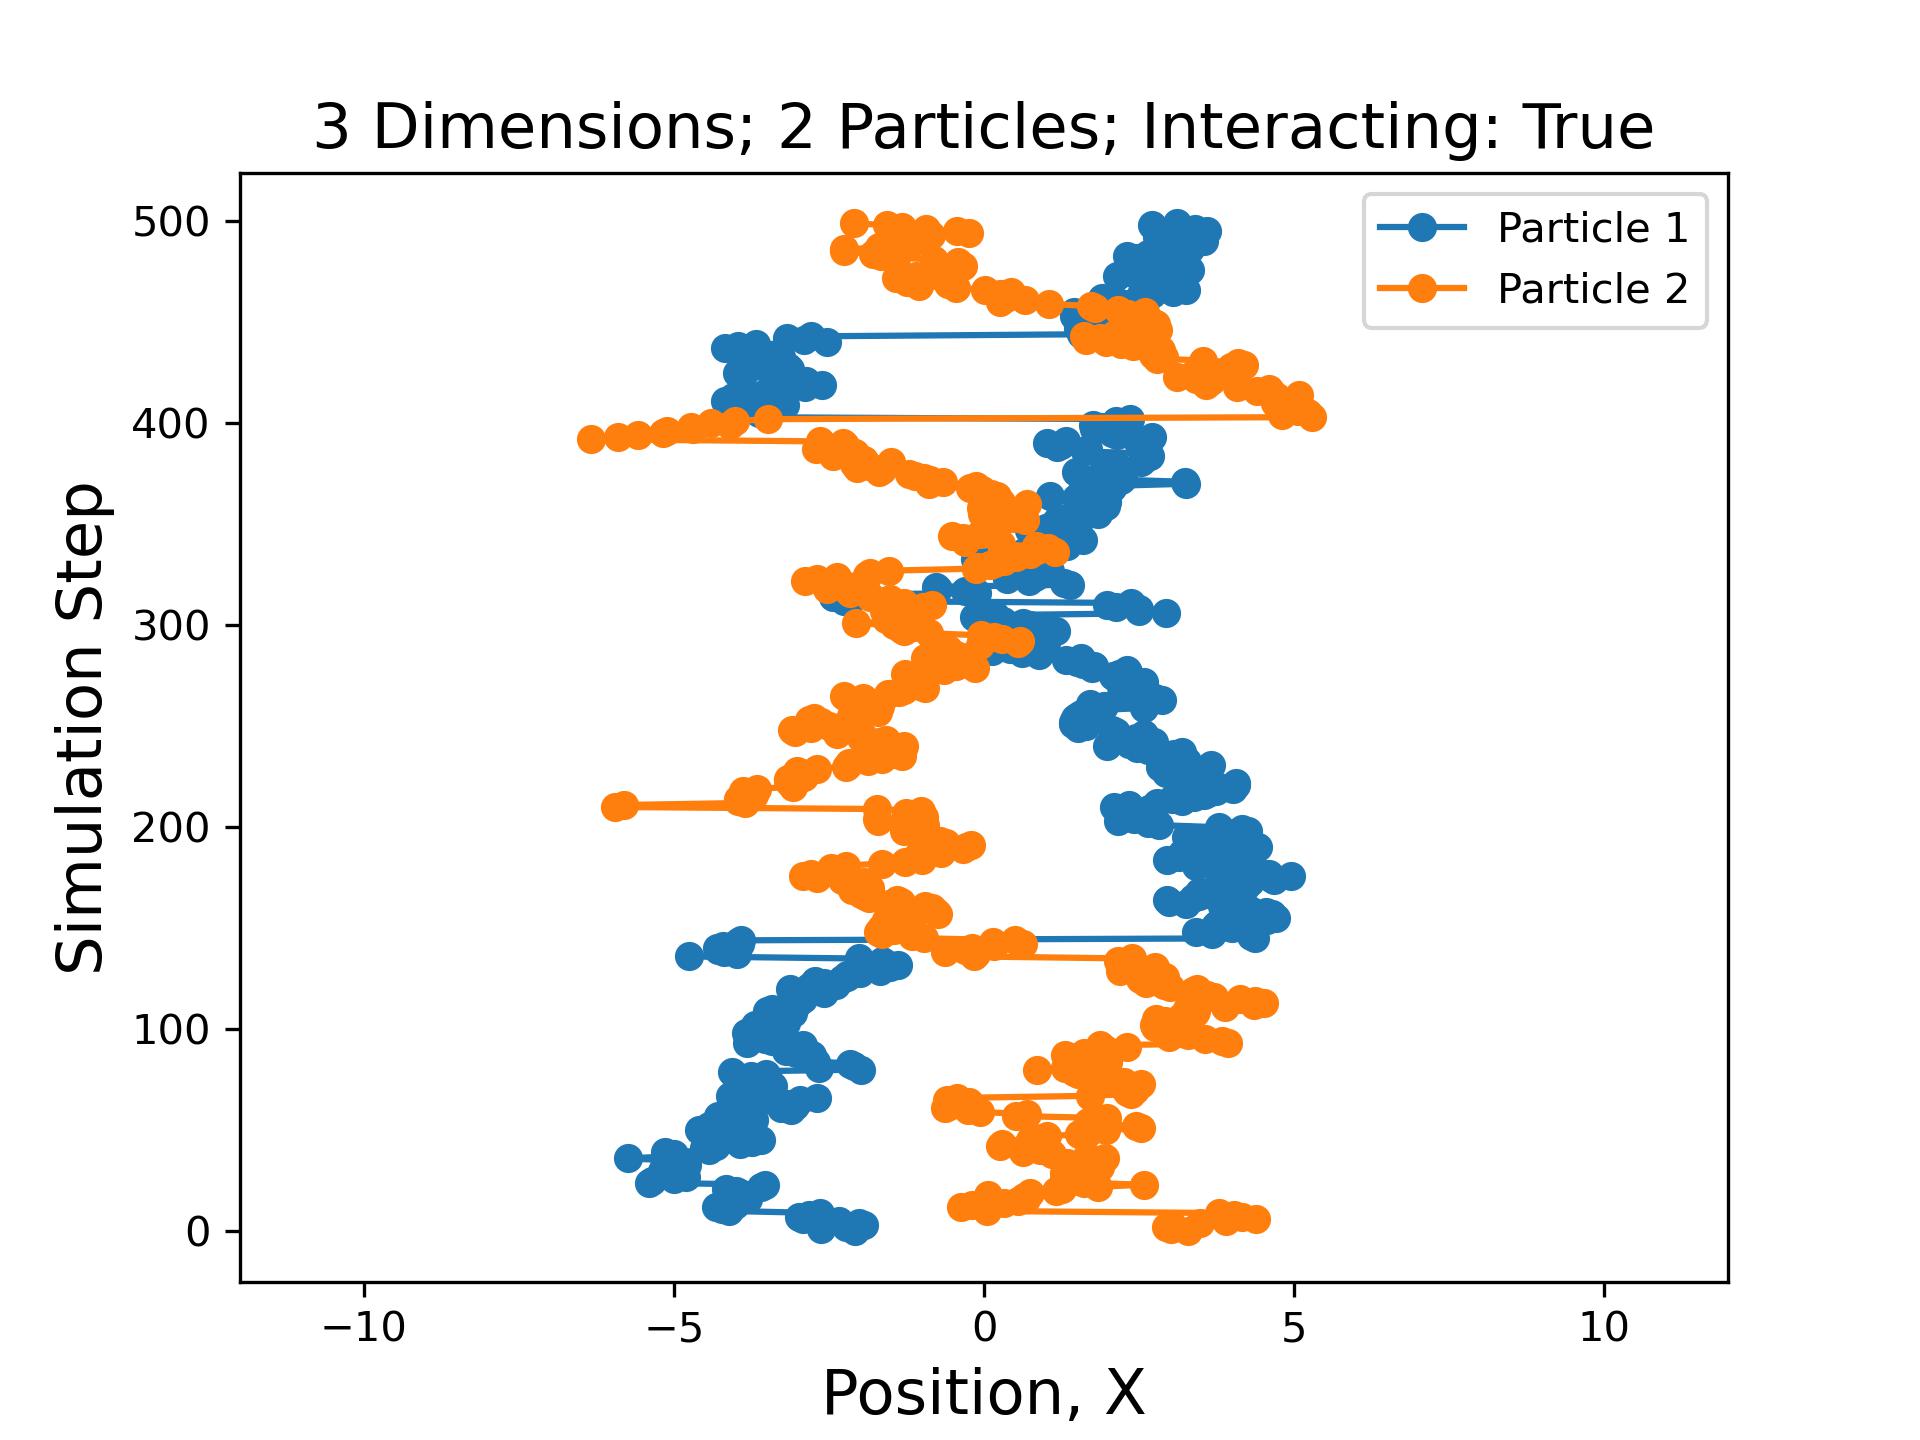 3 Dimensions; 2 Particles; Interacting: True
Particle 1
Particle 2
500
400
300
200
100
0
Simulation Step
−10
−5
0
5
10
Position, X